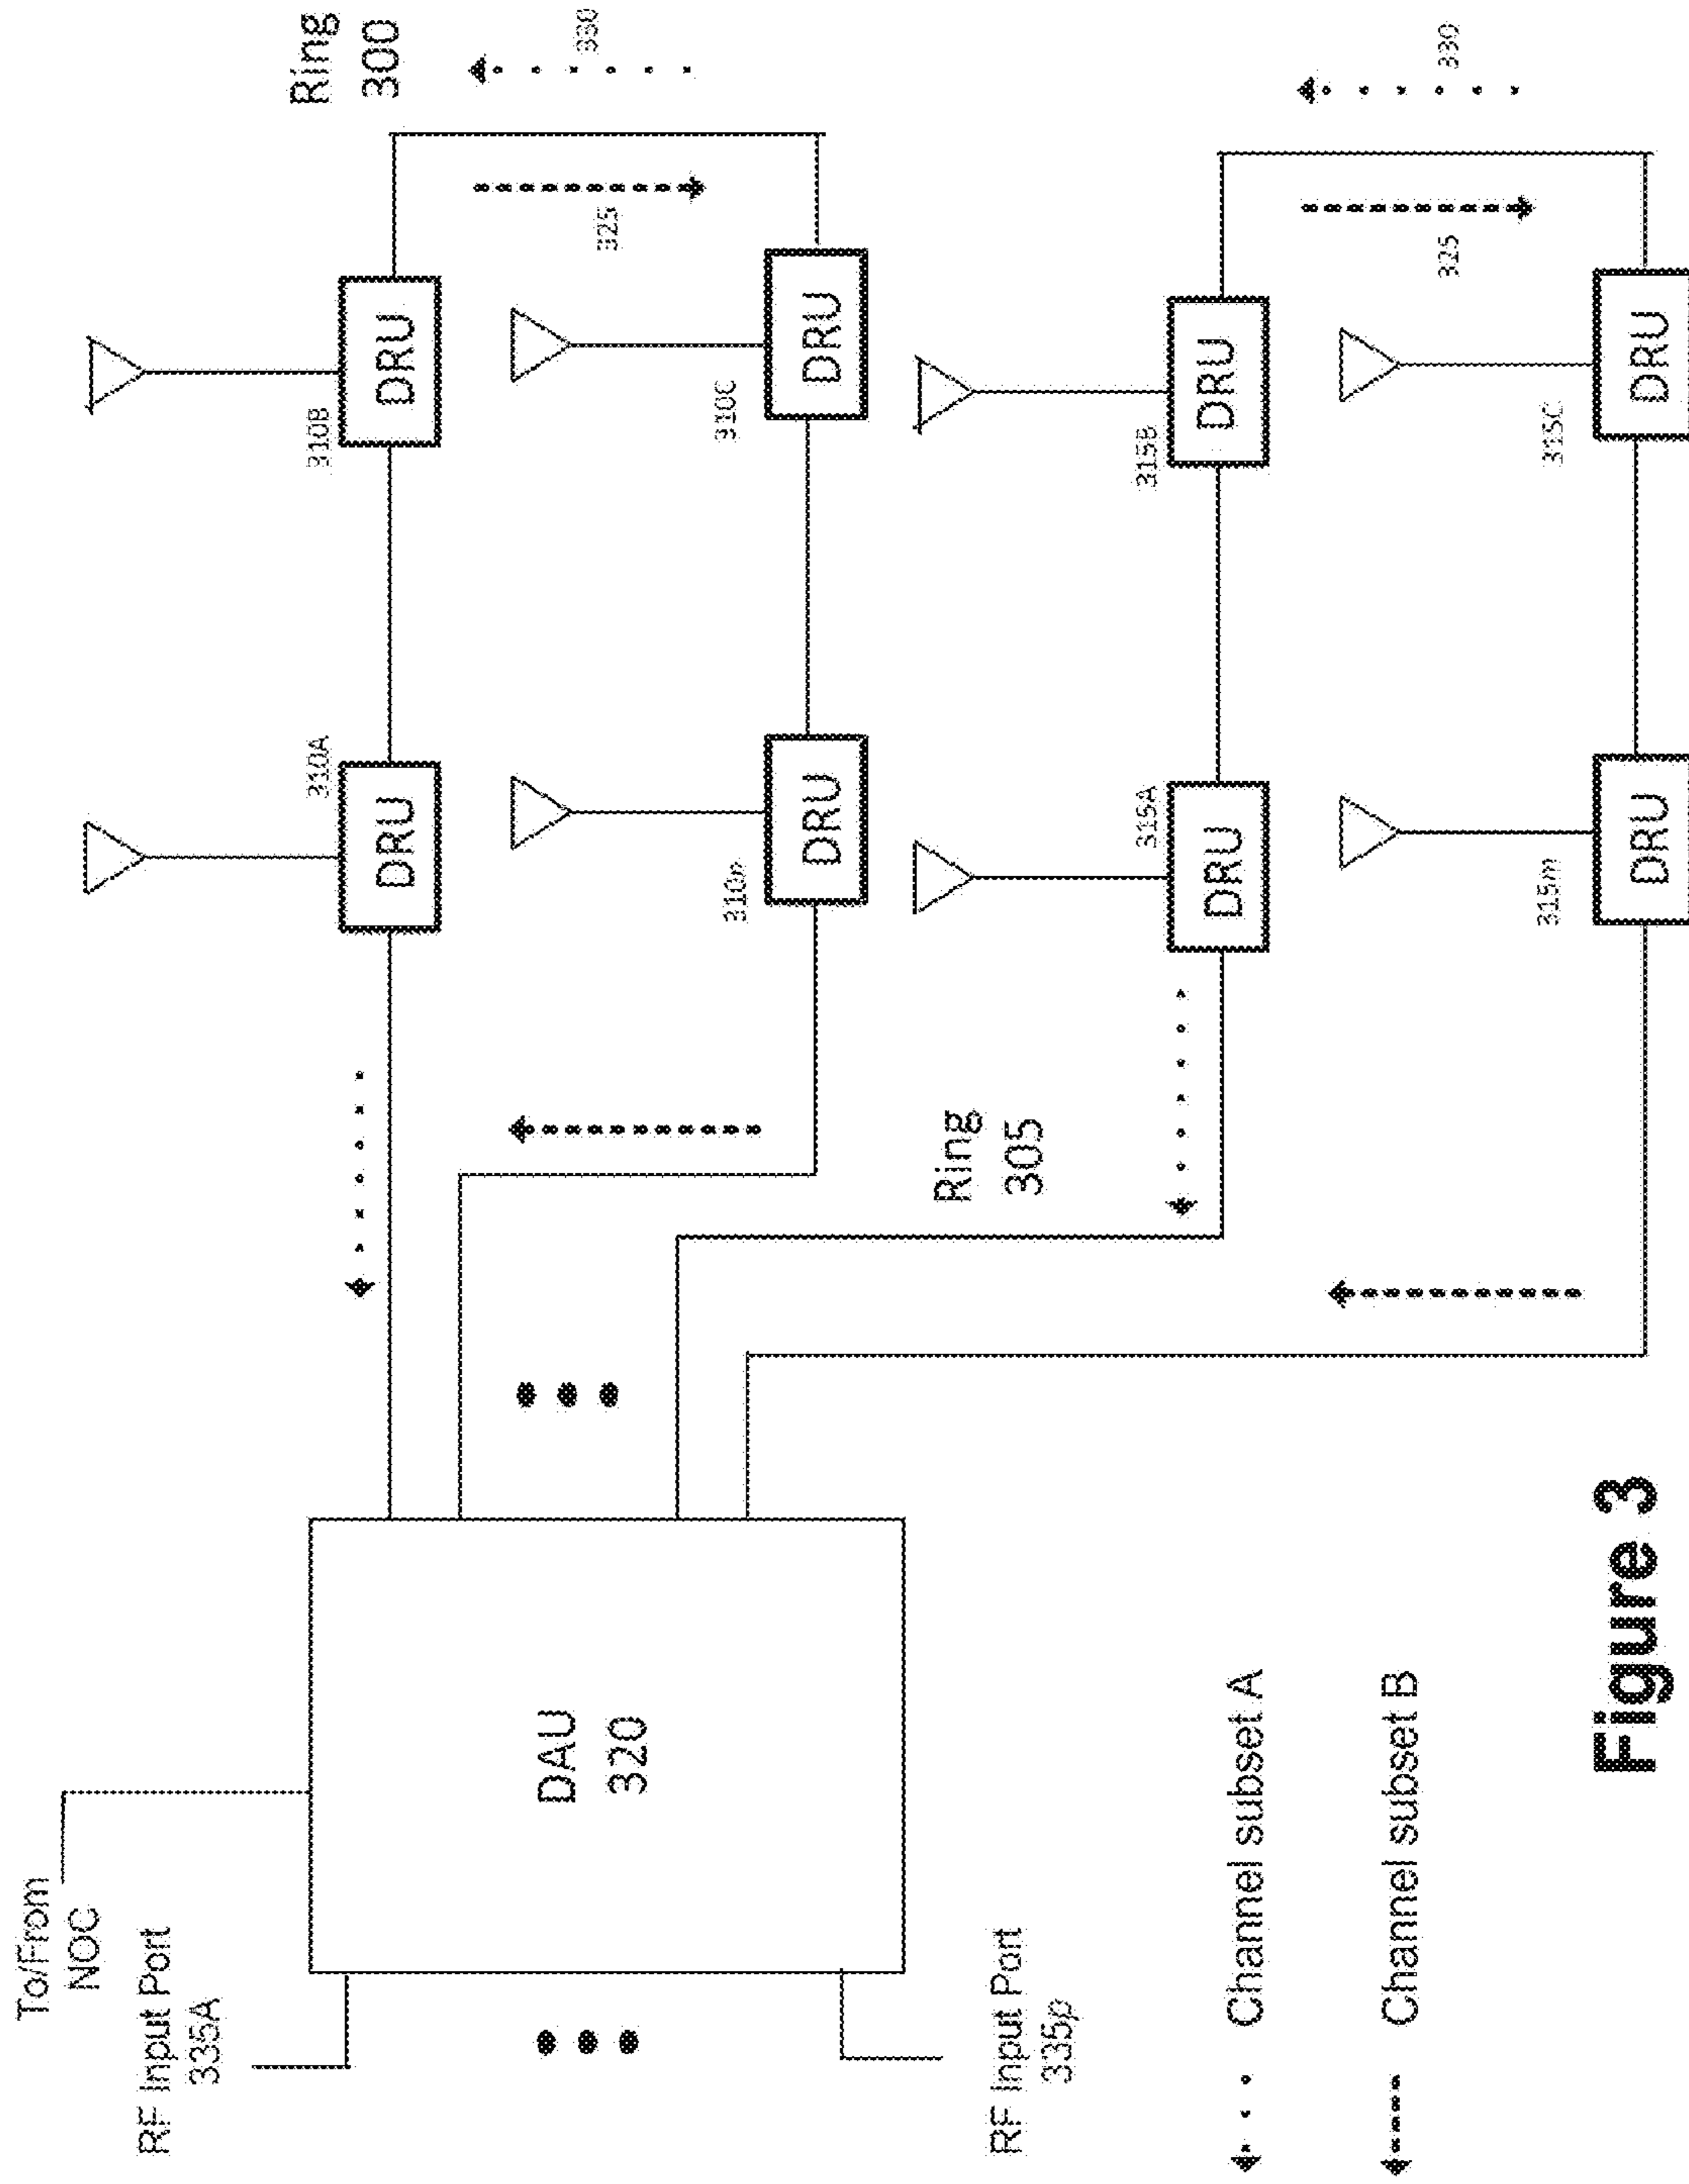 To/From
NOC
RF Input Port
335A
RF Input Port
335p
DAU
320
Ring
300
310A
DRU
310B
DRU
325
330
310C
DRU
310n
DRU
Ring
305
315A
DRU
315B
DRU
325
330
315C
DRU
315m
DRU
Channel subset A
Channel subset B
Figure 3